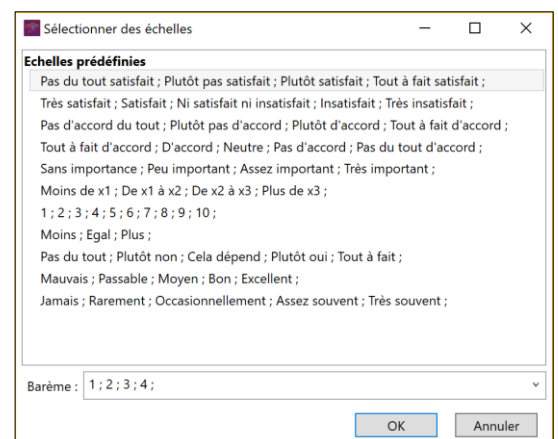 Sélectionner des échelles
Echelles prédéfinies
Pas du tout satisfait ; Plutôt pas satisfait ; Plutôt satisfait ; Tout à fait satisfait ;
Très satisfait ; Satisfait ; Ni satisfait ni insatisfait ; Insatisfait ; Très insatisfait ;
Pas d'accord du tout ; Plutôt pas d'accord ; Plutôt d'accord ; Tout à fait d'accord ;
Tout à fait d'accord ; D'accord ; Neutre ; Pas d'accord ; Pas du tout d'accord ;
Sans importance ; Peu important ; Assez important ; Très important ;
Moins de x1 ; De x1 à x2 ; De x2 à x3 ; Plus de x3 ;
1 ; 2 ; 3 ; 4 ; 5 ; 6 ; 7 ; 8 ; 9 ; 10 ;
Moins ; Egal ; Plus ;
Pas du tout ; Plutôt non ; Cela dépend ; Plutôt oui ; Tout à fait ;
Mauvais ; Passable ; Moyen ; Bon ; Excellent ;
Jamais ; Rarement ; Occasionnellement ; Assez souvent ; Très souvent ;
Barème : 1 ; 2 ; 3 ; 4 ;
OK Annuler